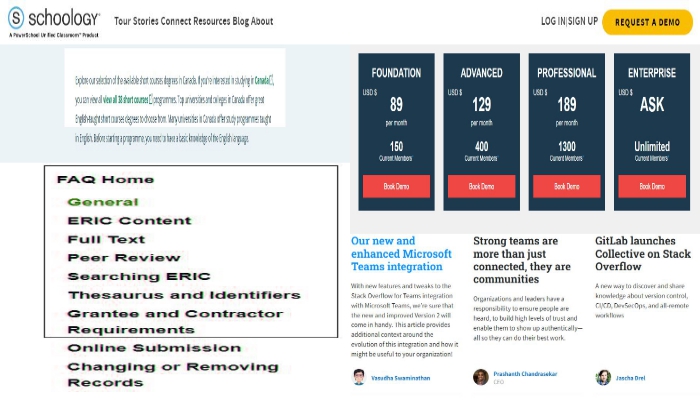 S schoology®
A PowerSchool Unified Classroom™ Product
Tour Stories Connect Resources Blog About
LOG IN|SIGN UP
REQUEST A DEMO
Explore our selection of the available short courses degrees in Canada. If you're interested in studying in Canada,
you can view all view all 38 short courses programmes. Top universities and colleges in Canada offer great
English-taught short courses degrees to choose from. Many universities in Canada offer study programmes taught
in English. Before starting a programme, you need to have a basic knowledge of the English language.
FOUNDATION
USD $
89
per month
150
Current Members
Book Demo
ADVANCED
USD $
129
per month
400
Current Members
Book Demo
PROFESSIONAL
USD $
189
per month
1300
Current Members
Book Demo
ENTERPRISE
USD $
ASK
Unlimited
Current Members
Book Demo
FAQ Home
General
ERIC Content
Full Text
Peer Review
Searching ERIC
Thesaurus and Identifiers
Grantee and Contractor
Requirements
Online Submission
Changing or Removing
Records
Our new and
enhanced Microsoft
Teams integration
With new features and tweaks to the
Stack Overflow for Teams integration
with Microsoft Teams, we're sure that
the new and improved Version 2 will
come in handy. This article provides
additional context around the
evolution of this integration and how it
might be useful to your organization!
Vasudha Swaminathan
Strong teams are
more than just
connected, they are
communities
Organizations and leaders have a
responsibility to ensure people are
heard, to build high levels of trust and
enable them to show up authentically—
all so they can do their best work.
Prashanth Chandrasekar
CEO
GitLab launches
Collective on Stack
Overflow
A new way to discover and share
knowledge about version control,
CI/CD, DevSecOps, and all-remote
workflows
Jascha Drel